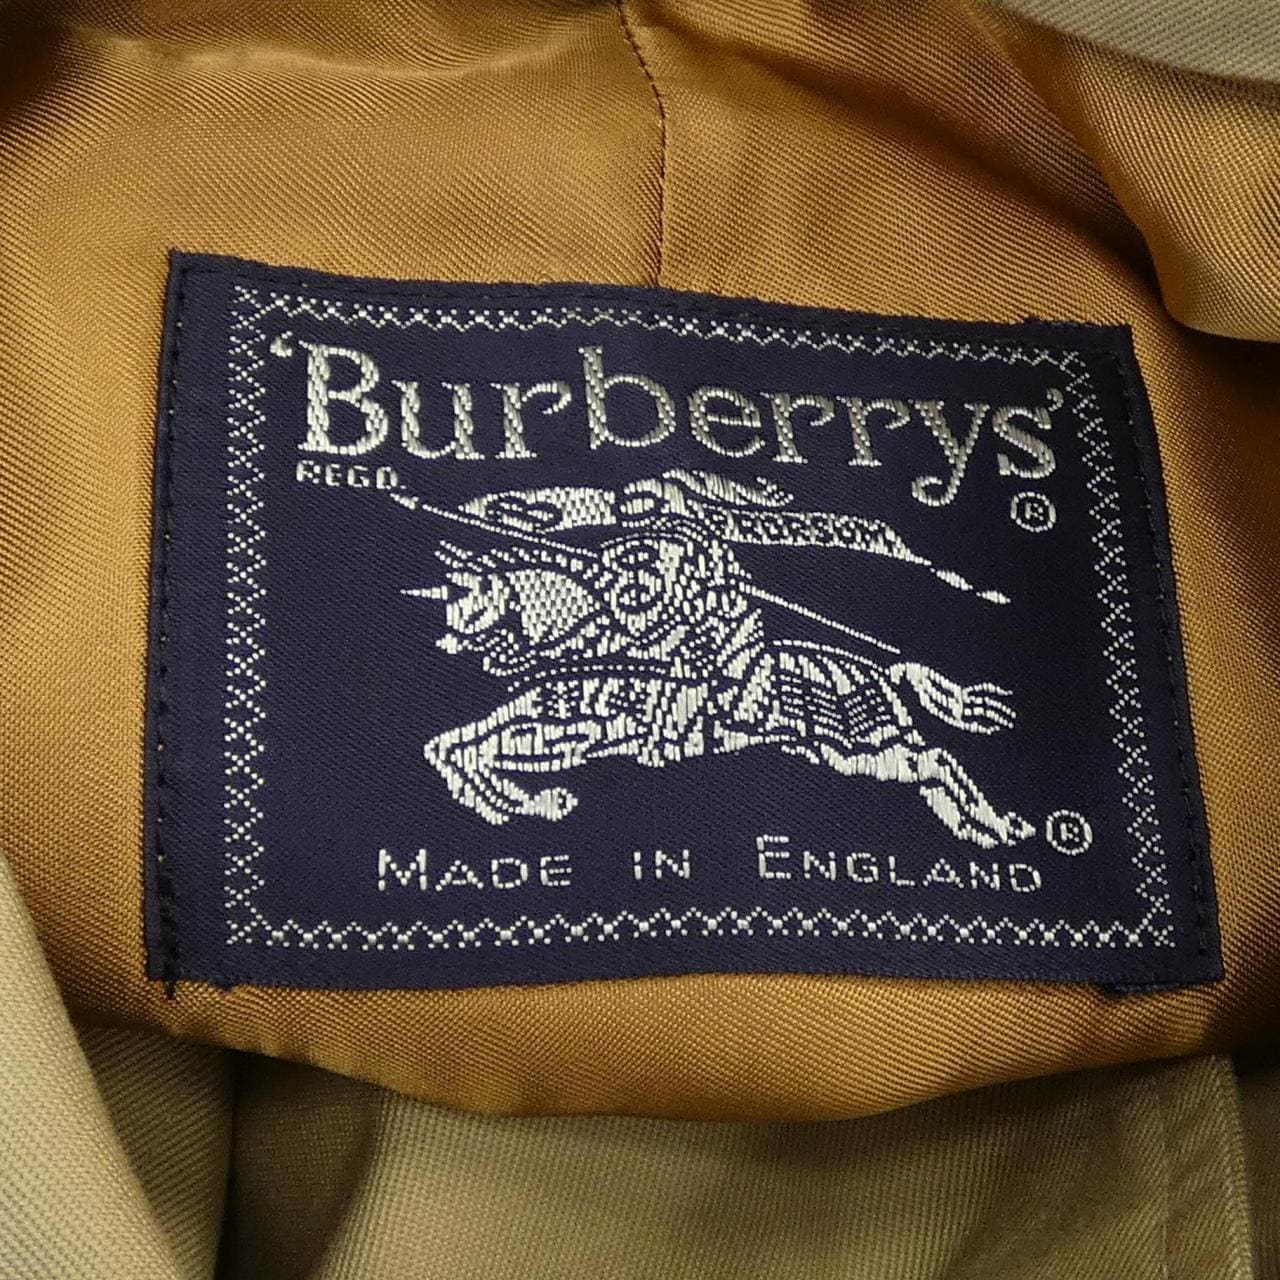 'Burberrys'
REGD. ®
PRORSUM
®
MADE IN ENGLAND